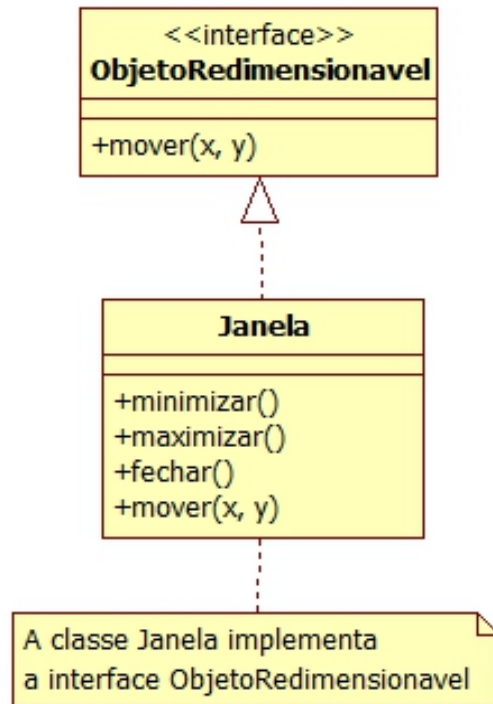 <<interface>>
ObjetoRedimensionavel
+mover(x, y)
Janela
+minimizar()
+maximizar()
+fechar()
+mover(x, y)
A classe Janela implementa
a interface ObjetoRedimensionavel